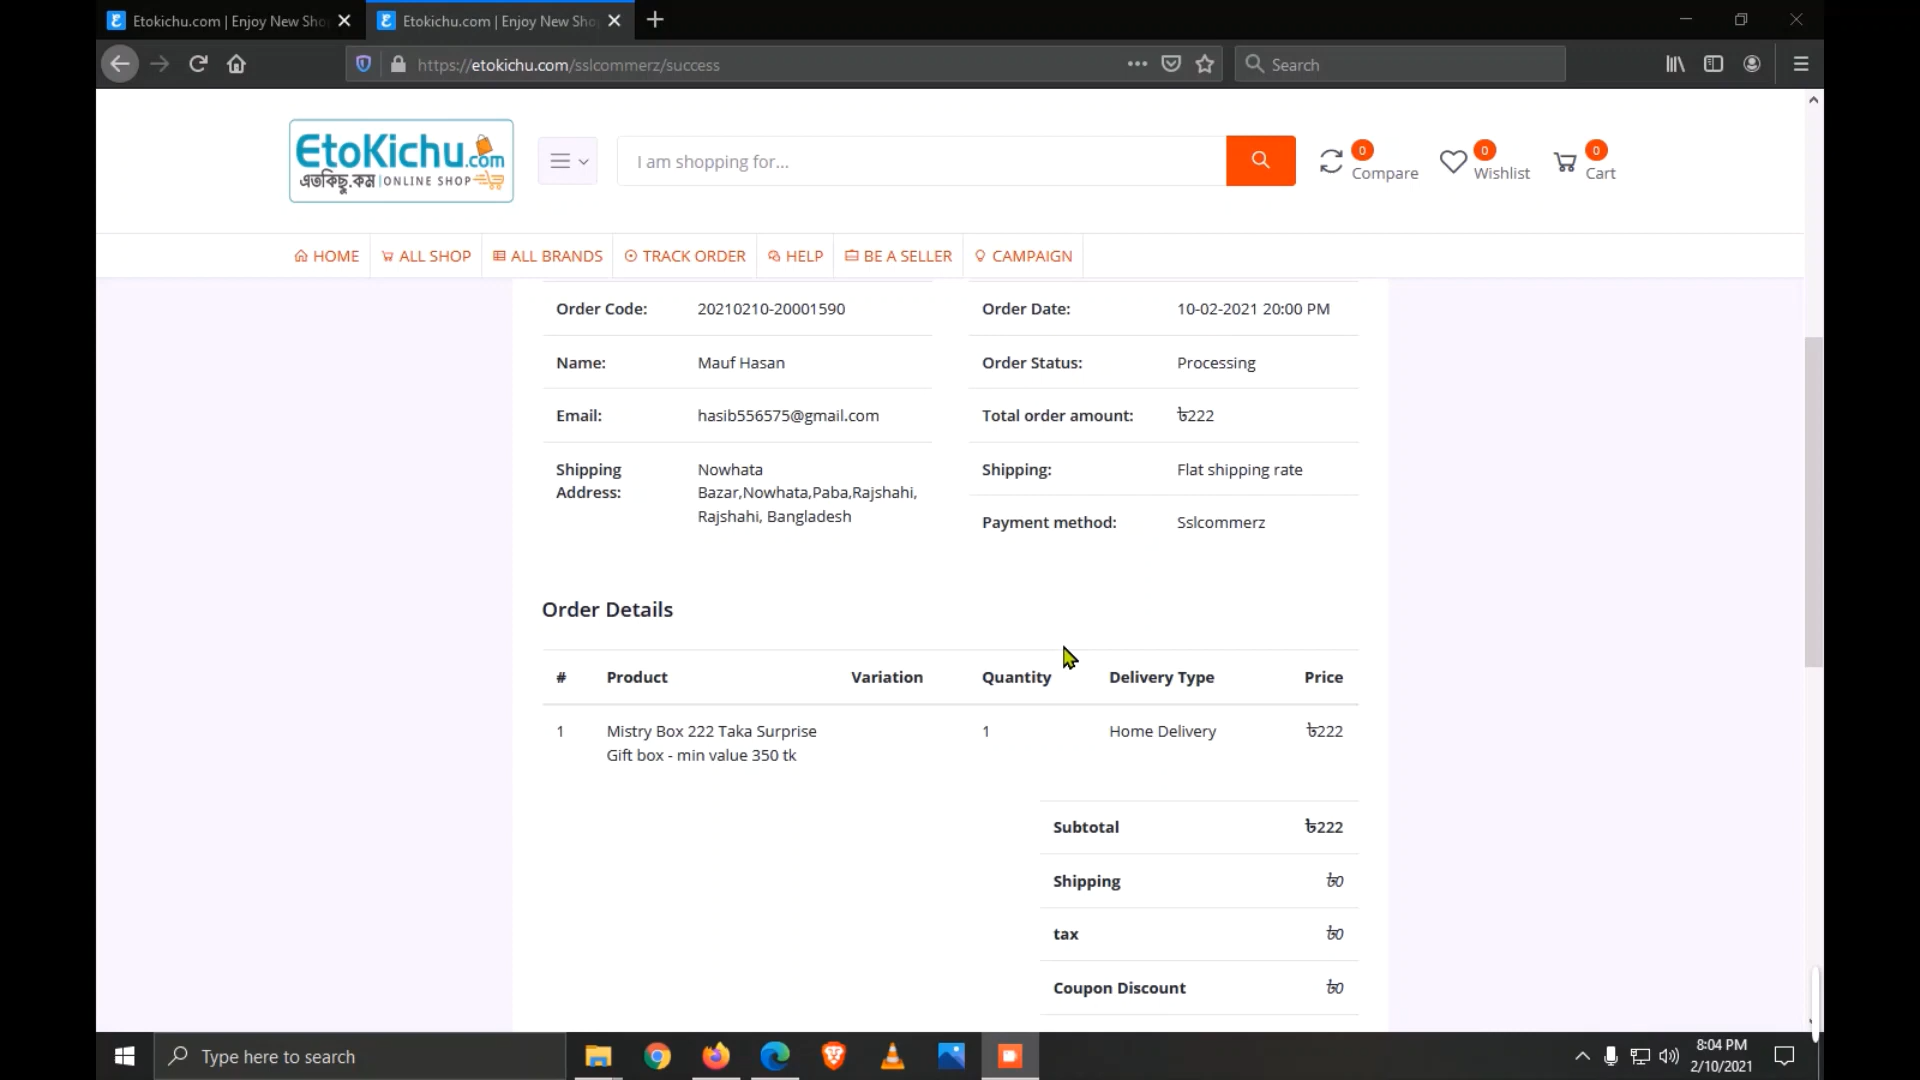 Etokichu.com | Enjoy New Sho
Etokichu.com | Enjoy New Sho
https://etokichu.com/sslcommerz/success
Search
EtoKichu.com
এতকিছু.কম | ONLINE SHOP
I am shopping for...
0
Compare
0
Wishlist
0
Cart
HOME
ALL SHOP
ALL BRANDS
TRACK ORDER
HELP
BE A SELLER
CAMPAIGN
Order Code: 20210210-20001590
Order Date: 10-02-2021 20:00 PM
Name: Mauf Hasan
Order Status: Processing
Email: hasib556575@gmail.com
Total order amount: ৳222
Shipping Address: Nowhata
Bazar,Nowhata,Paba,Rajshahi,
Rajshahi, Bangladesh
Shipping: Flat shipping rate
Payment method: Sslcommerz
Order Details
# Product Variation Quantity Delivery Type Price
1 Mistry Box 222 Taka Surprise 1 Home Delivery ৳222
Gift box - min value 350 tk
Subtotal ৳222
Shipping ৳0
tax ৳0
Coupon Discount ৳0
Type here to search
8:04 PM
2/10/2021